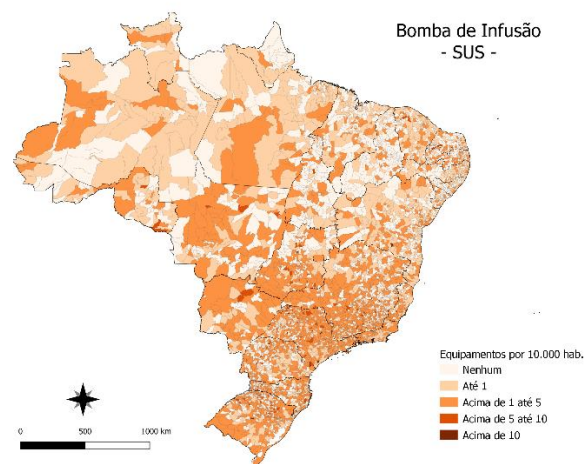 Bomba de Infusão
- SUS -
Equipamentos por 10.000 hab.
Nenhum
Até 1
Acima de 1 até 5
Acima de 5 até 10
Acima de 10
0 500 1000 km